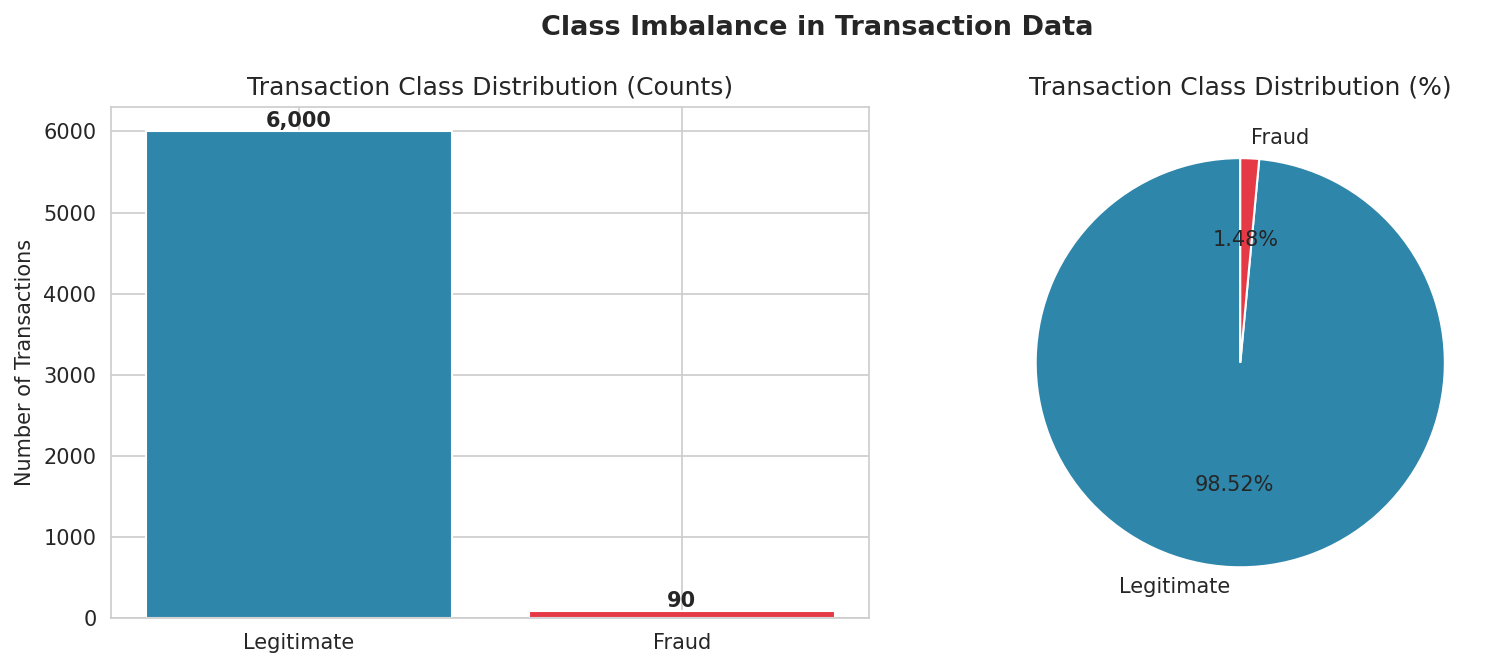 Class Imbalance in Transaction Data
Transaction Class Distribution (Counts)
Number of Transactions
6000
5000
4000
3000
2000
1000
0
6,000
90
Legitimate
Fraud
Transaction Class Distribution (%)
Fraud
1.48%
98.52%
Legitimate